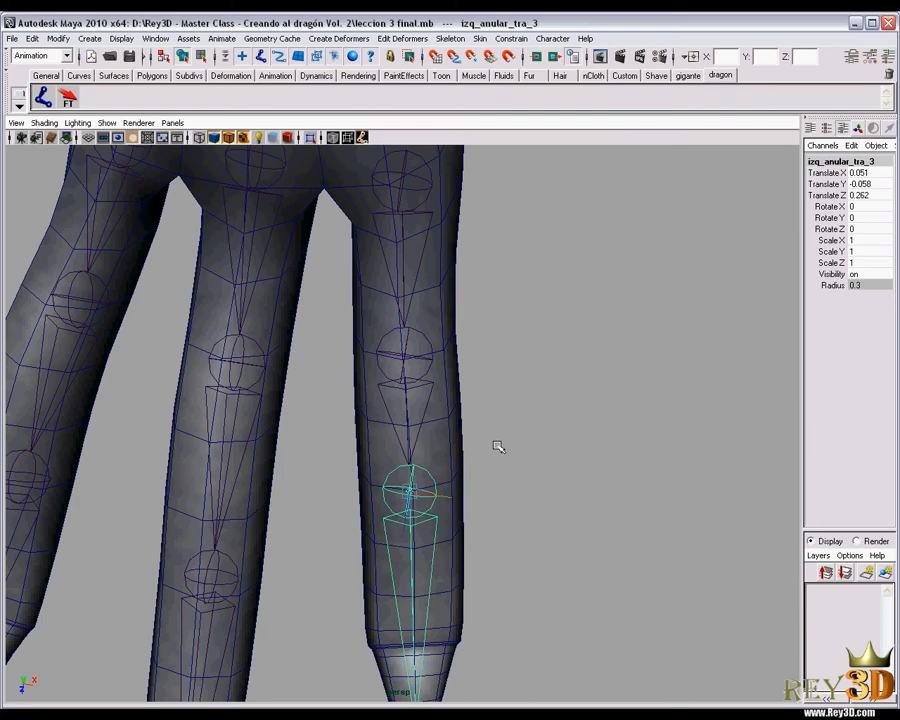 Autodesk Maya 2010 x64: D:\Rey3D - Master Class - Creando al dragón Vol. 2\leccion 3 final.mb --- izq_anular_tra_3
File Edit Modify Create Display Window Assets Animate Geometry Cache Create Deformers Edit Deformers Skeleton Skin Constrain Character Help
Animation X: Y: Z:
General Curves Surfaces Polygons Subdivs Deformation Animation Dynamics Rendering PaintEffects Toon Muscle Fluids Fur Hair nCloth Custom Shave gigante dragon
FT
View Shading Lighting Show Renderer Panels
Channels Edit Object
izq_anular_tra_3
Translate X 0.051
Translate Y -0.058
Translate Z 0.262
Rotate X 0
Rotate Y 0
Rotate Z 0
Scale X 1
Scale Y 1
Scale Z 1
Visibility on
Radius 0.3
Display Render
Layers Options Help
persp
y x z
REY3D
www.Rey3D.com